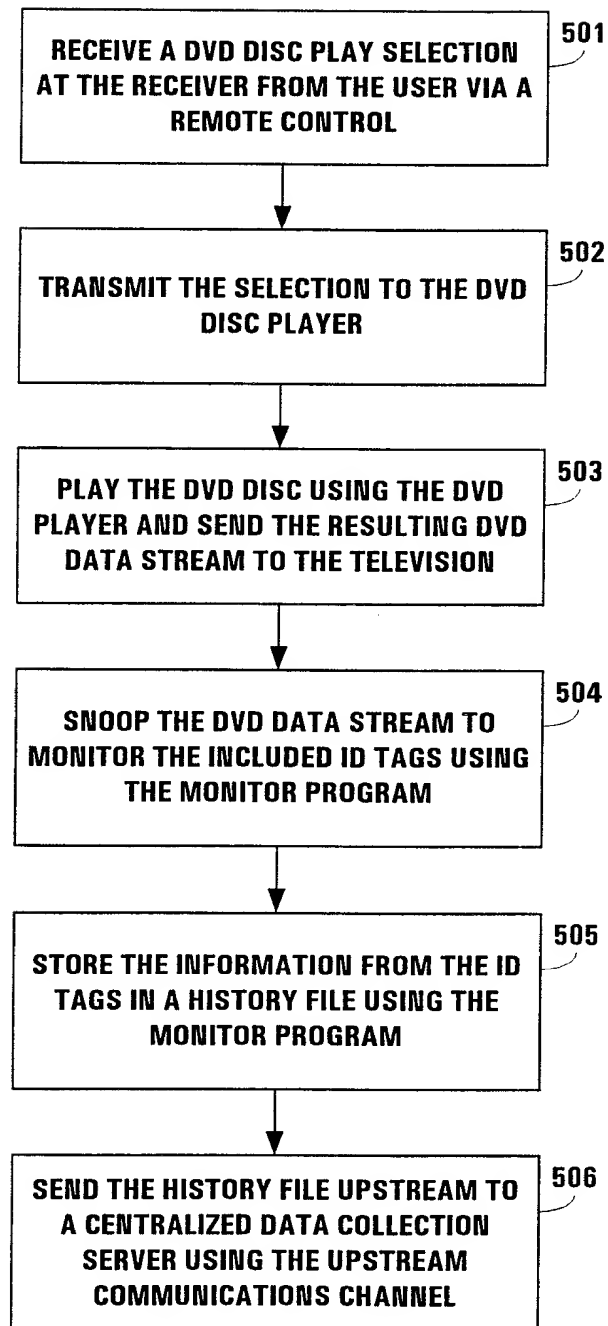 RECEIVE A DVD DISC PLAY SELECTION
AT THE RECEIVER FROM THE USER VIA A
REMOTE CONTROL
501
TRANSMIT THE SELECTION TO THE DVD
DISC PLAYER
502
PLAY THE DVD DISC USING THE DVD
PLAYER AND SEND THE RESULTING DVD
DATA STREAM TO THE TELEVISION
503
SNOOP THE DVD DATA STREAM TO
MONITOR THE INCLUDED ID TAGS USING
THE MONITOR PROGRAM
504
STORE THE INFORMATION FROM THE ID
TAGS IN A HISTORY FILE USING THE
MONITOR PROGRAM
505
SEND THE HISTORY FILE UPSTREAM TO
A CENTRALIZED DATA COLLECTION
SERVER USING THE UPSTREAM
COMMUNICATIONS CHANNEL
506